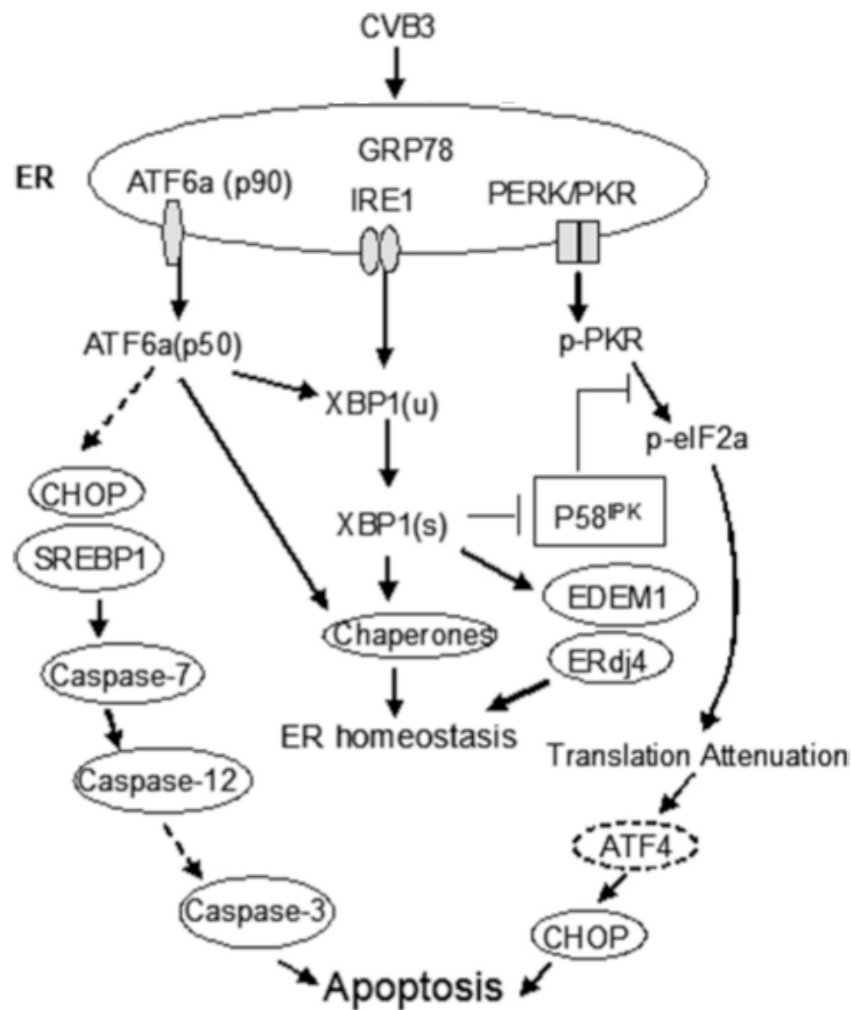 CVB3
GRP78
ER
ATF6a (p90)
IRE1
PERK/PKR
ATF6a(p50)
p-PKR
XBP1(u)
p-eIF2a
CHOP
XBP1(s)
P58IPK
SREBP1
EDEM1
Chaperones
ERdj4
Caspase-7
ER homeostasis
Translation Attenuation
Caspase-12
ATF4
Caspase-3
CHOP
Apoptosis